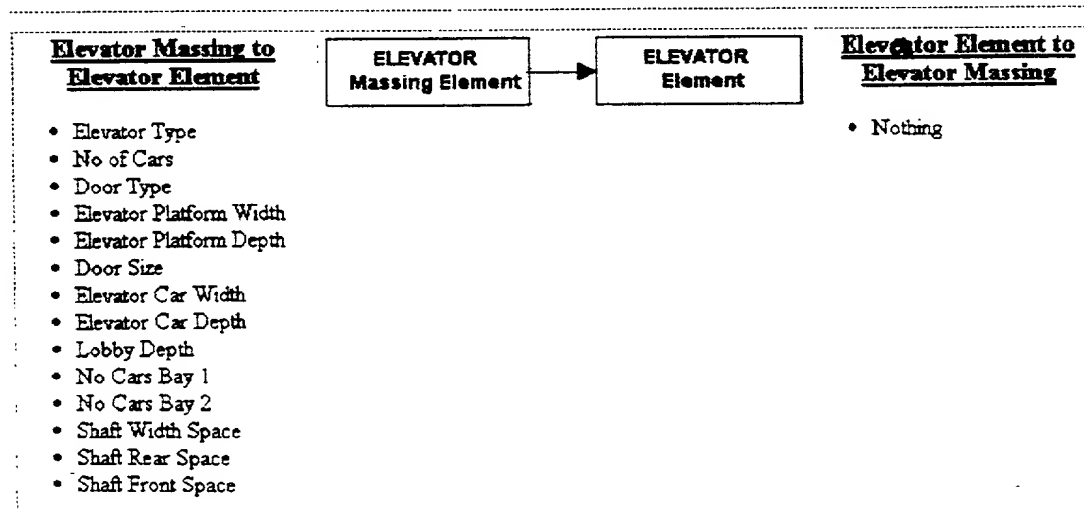 Elevator Massing to
Elevator Element
• Elevator Type
• No of Cars
• Door Type
• Elevator Platform Width
• Elevator Platform Depth
• Door Size
• Elevator Car Width
• Elevator Car Depth
• Lobby Depth
• No Cars Bay 1
• No Cars Bay 2
• Shaft Width Space
• Shaft Rear Space
• Shaft Front Space
ELEVATOR
Massing Element
ELEVATOR
Element
Elevator Element to
Elevator Massing
• Nothing